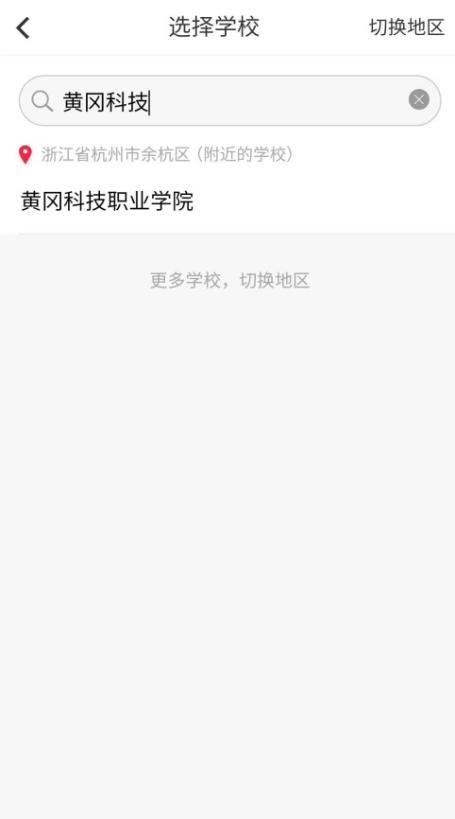 选择学校
切换地区
黄冈科技
浙江省杭州市余杭区（附近的学校）
黄冈科技职业学院
更多学校，切换地区